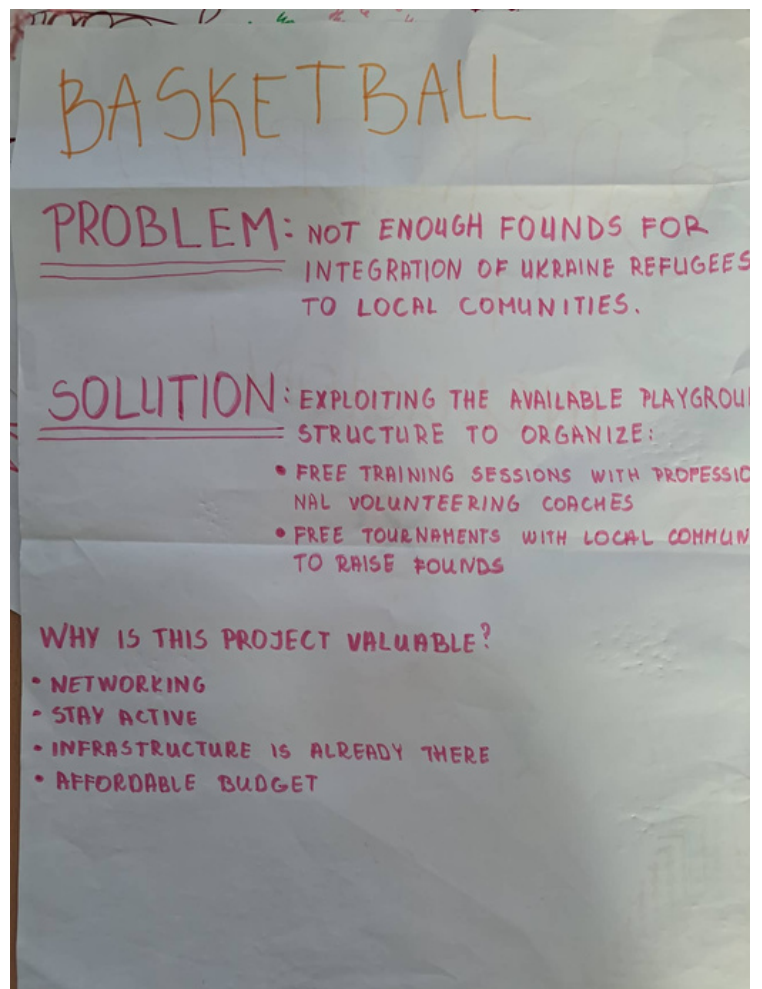 BASKETBALL
PROBLEM: NOT ENOUGH FOUNDS FOR
INTEGRATION OF UKRAINE REFUGEES
TO LOCAL COMUNITIES.
SOLUTION: EXPLOITING THE AVAILABLE PLAYGROU
STRUCTURE TO ORGANIZE:
• FREE TRAINING SESSIONS WITH PROFESSIO
NAL VOLUNTEERING COACHES
• FREE TOURNAMENTS WITH LOCAL COMMUN
TO RAISE FOUNDS
WHY IS THIS PROJECT VALUABLE?
• NETWORKING
• STAY ACTIVE
• INFRASTRUCTURE IS ALREADY THERE
• AFFORDABLE BUDGET